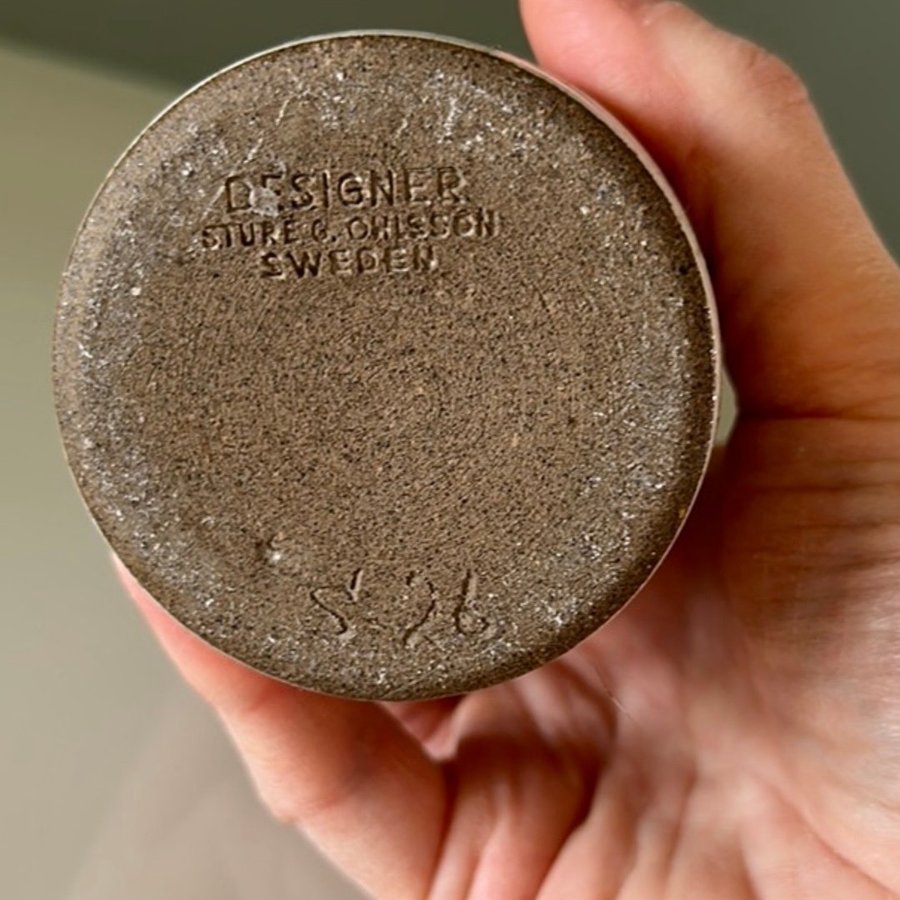 DESIGNER
STURE G. OHLSSON
SWEDEN
S-26